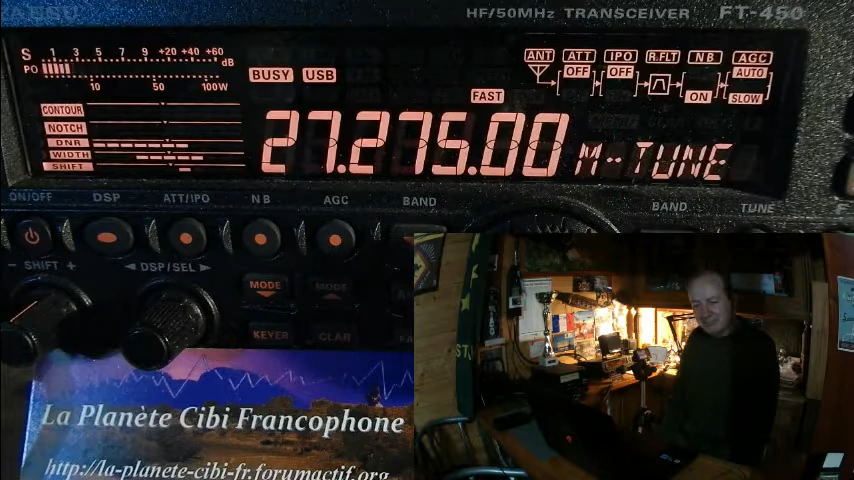 YAESU HF/50MHz TRANSCEIVER FT-450
S 1 3 5 7 9 +20 +40 +60 dB
PO 10 50 100W
BUSY USB
FAST
ANT ATT IPO R.FLT NB AGC
OFF OFF AUTO
ON SLOW
CONTOUR
NOTCH
DNR
WIDTH
SHIFT
27.275.00 M-TUNE
ON/OFF DSP ATT/IPO NB AGC BAND BAND TUNE
- SHIFT + ◄DSP/SEL►
MODE MODE
KEYER CLAR
La Planète Cibi Francophone
http://la-planete-cibi-fr.forumactif.org